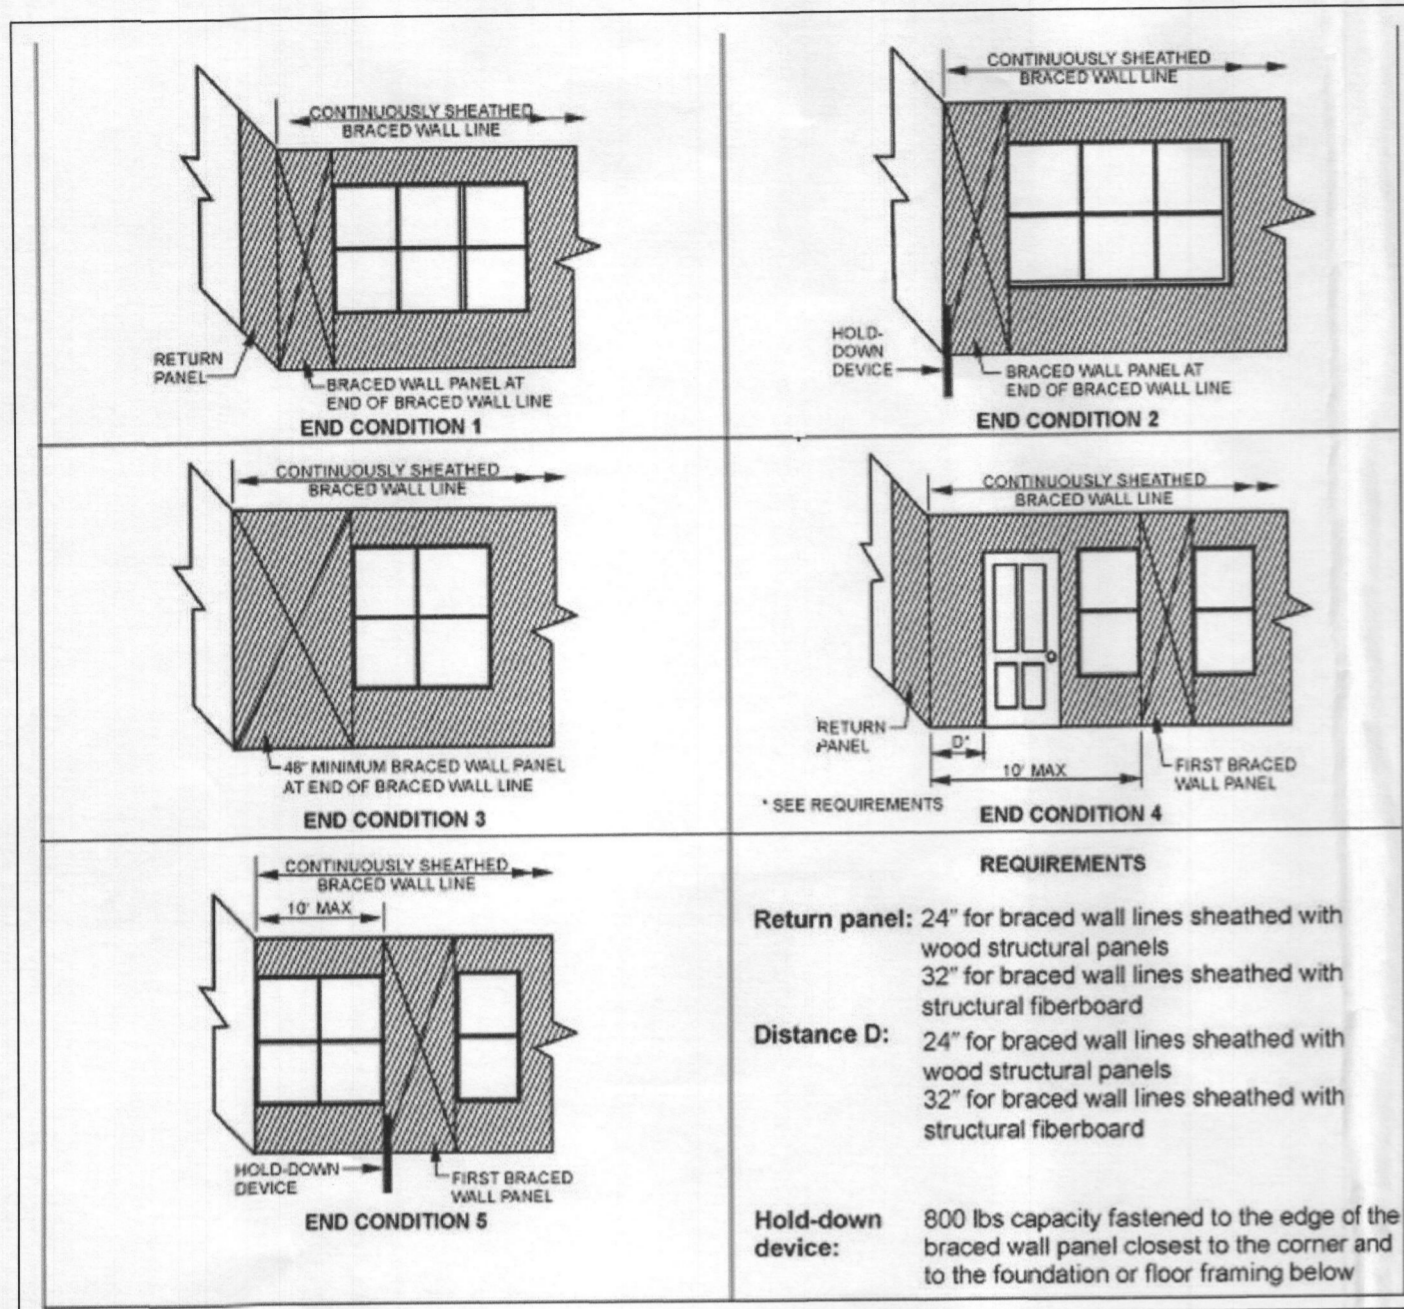 CONTINUOUSLY SHEATHED
BRACED WALL LINE
RETURN
PANEL
BRACED WALL PANEL AT
END OF BRACED WALL LINE
END CONDITION 1
CONTINUOUSLY SHEATHED
BRACED WALL LINE
HOLD-
DOWN
DEVICE
BRACED WALL PANEL AT
END OF BRACED WALL LINE
END CONDITION 2
CONTINUOUSLY SHEATHED
BRACED WALL LINE
48" MINIMUM BRACED WALL PANEL
AT END OF BRACED WALL LINE
END CONDITION 3
CONTINUOUSLY SHEATHED
BRACED WALL LINE
RETURN
PANEL
D*
10' MAX
FIRST BRACED
WALL PANEL
* SEE REQUIREMENTS
END CONDITION 4
CONTINUOUSLY SHEATHED
BRACED WALL LINE
10' MAX
HOLD-DOWN
DEVICE
FIRST BRACED
WALL PANEL
END CONDITION 5
REQUIREMENTS
Return panel: 24" for braced wall lines sheathed with
wood structural panels
32" for braced wall lines sheathed with
structural fiberboard
Distance D: 24" for braced wall lines sheathed with
wood structural panels
32" for braced wall lines sheathed with
structural fiberboard
Hold-down device: 800 lbs capacity fastened to the edge of the
braced wall panel closest to the corner and
to the foundation or floor framing below